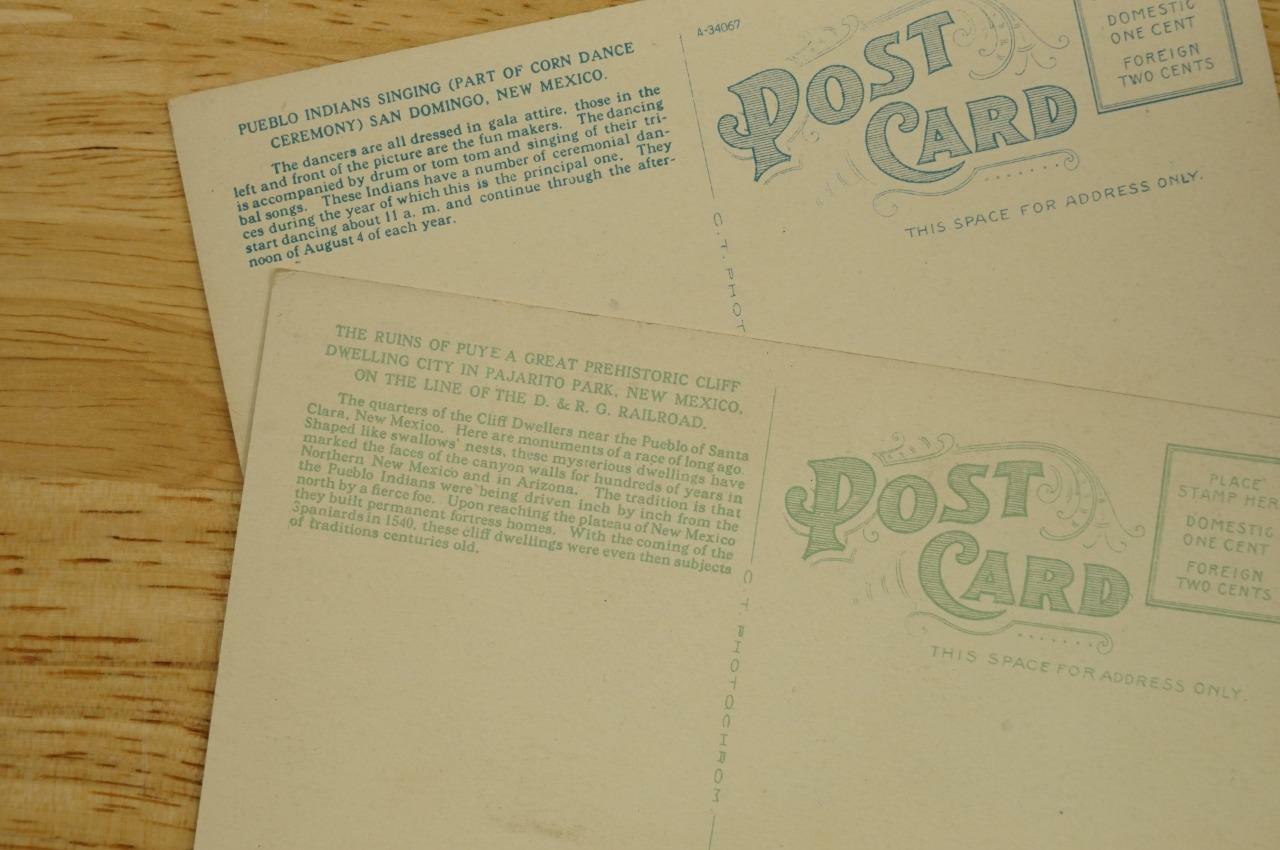 PUEBLO INDIANS SINGING (PART OF CORN DANCE
CEREMONY) SAN DOMINGO, NEW MEXICO.
The dancers are all dressed in gala attire, those in the
left and front of the picture are the fun makers. The dancing
is accompanied by drum or tom tom and singing of their tri-
bal songs. These Indians have a number of ceremonial dan-
ces during the year of which this is the principal one. They
start dancing about 11 a. m. and continue through the after-
noon of August 4 of each year.
A-34067
POST
CARD
DOMESTIC
ONE CENT
FOREIGN
TWO CENTS
THIS SPACE FOR ADDRESS ONLY.
C. T. PHOT
THE RUINS OF PUYE A GREAT PREHISTORIC CLIFF
DWELLING CITY IN PAJARITO PARK, NEW MEXICO,
ON THE LINE OF THE D. & R. G. RAILROAD.
The quarters of the Cliff Dwellers near the Pueblo of Santa
Clara, New Mexico. Here are monuments of a race of long ago.
Shaped like swallows' nests, these mysterious dwellings have
marked the faces of the canyon walls for hundreds of years in
Northern New Mexico and in Arizona. The tradition is that
the Pueblo Indians were being driven inch by inch from the
north by a fierce foe. Upon reaching the plateau of New Mexico
they built permanent fortress homes. With the coming of the
Spaniards in 1540, these cliff dwellings were even then subjects
of traditions centuries old.
C T PHOTOCHROM
POST
CARD
PLACE
STAMP HER
DOMESTIC
ONE CENT
FOREIGN
TWO CENTS
THIS SPACE FOR ADDRESS ONLY.